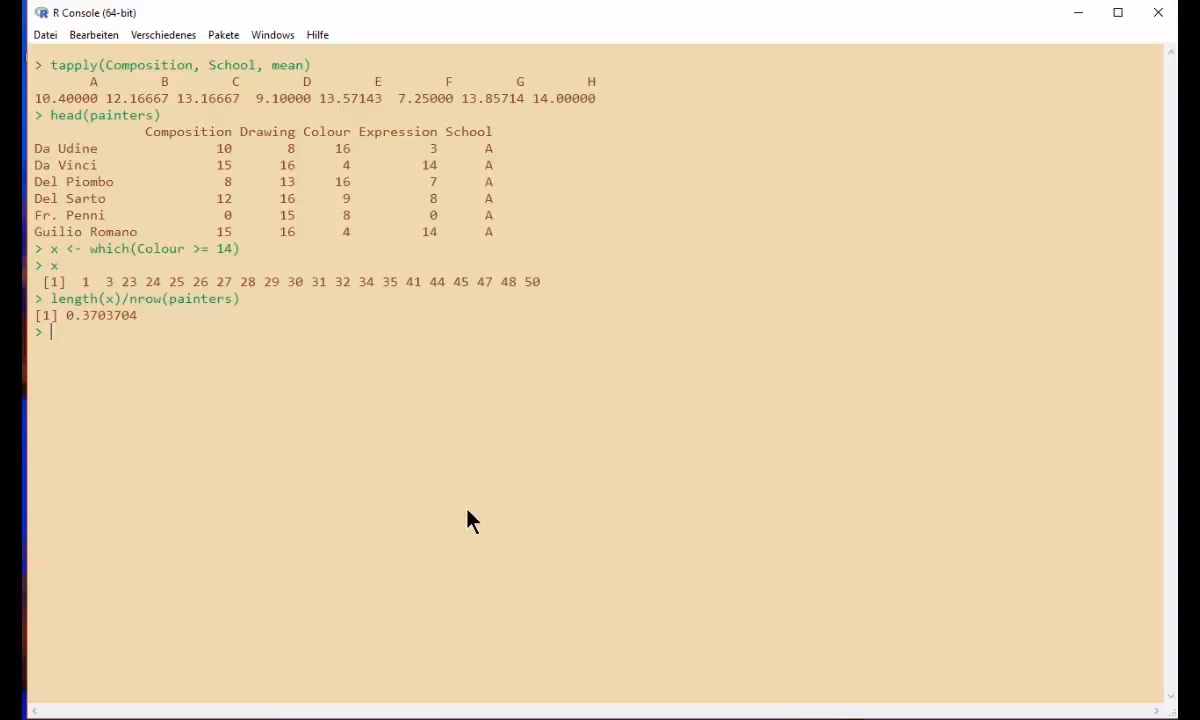 R Console (64-bit)
Datei Bearbeiten Verschiedenes Pakete Windows Hilfe
> tapply(Composition, School, mean)
       A        B        C        D        E        F        G        H
10.40000 12.16667 13.16667  9.10000 13.57143  7.25000 13.85714 14.00000
> head(painters)
              Composition Drawing Colour Expression School
Da Udine               10       8     16          3      A
Da Vinci               15      16      4         14      A
Del Piombo              8      13     16          7      A
Del Sarto              12      16      9          8      A
Fr. Penni               0      15      8          0      A
Guilio Romano          15      16      4         14      A
> x <- which(Colour >= 14)
> x
 [1]  1  3 23 24 25 26 27 28 29 30 31 32 34 35 41 44 45 47 48 50
> length(x)/nrow(painters)
[1] 0.3703704
>